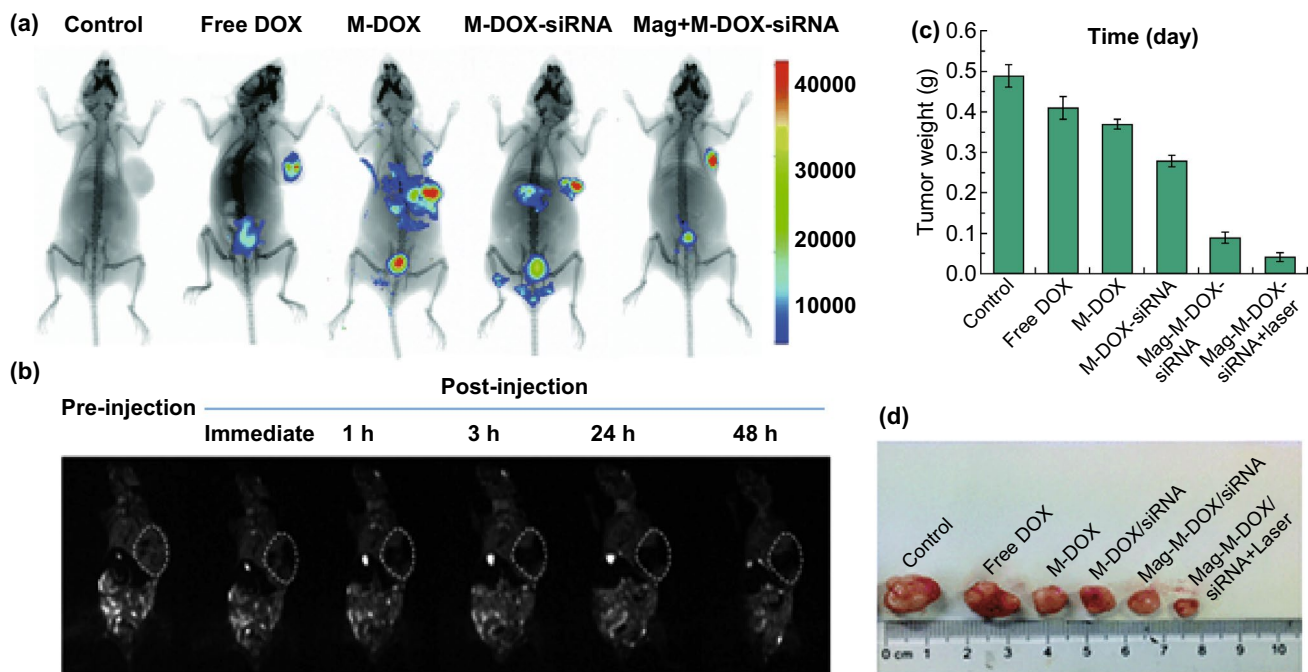 (a)
Control
Free DOX
M-DOX
M-DOX-siRNA
Mag+M-DOX-siRNA
40000
30000
20000
10000
(b)
Pre-injection
Post-injection
Immediate
1 h
3 h
24 h
48 h
(c)
Time (day)
Tumor weight (g)
0.6
0.5
0.4
0.3
0.2
0.1
0.0
Control
Free DOX
M-DOX
M-DOX-siRNA
Mag-M-DOX-
siRNA
Mag-M-DOX-
siRNA+laser
(d)
Control
Free DOX
M-DOX
M-DOX/siRNA
Mag-M-DOX/siRNA
Mag-M-DOX/
siRNA+Laser
0 cm 1 2 3 4 5 6 7 8 9 10